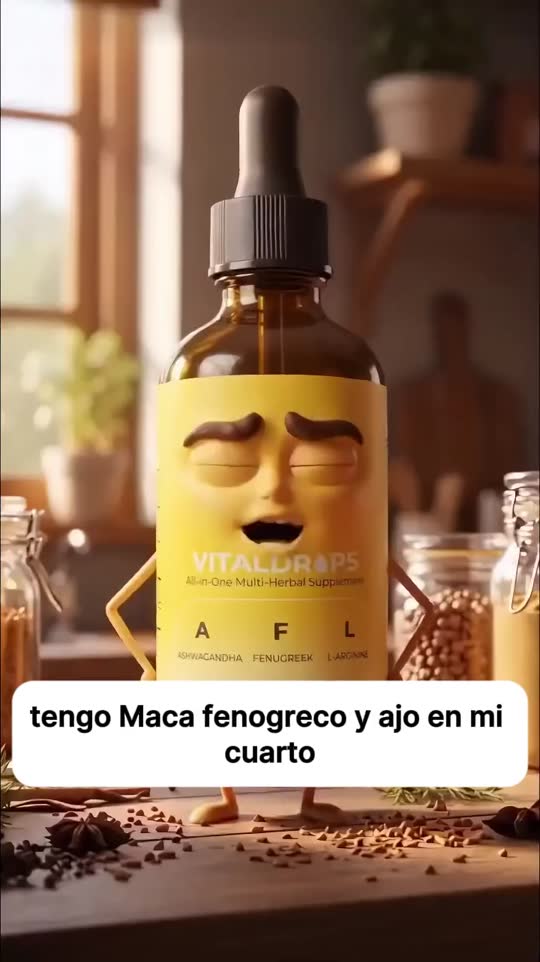 VITALDROPS
All-in-One Multi-Herbal Supplement
A F L
ASHWAGANDHA FENUGREEK L-ARGININE
tengo Maca fenogreco y ajo en mi
cuarto